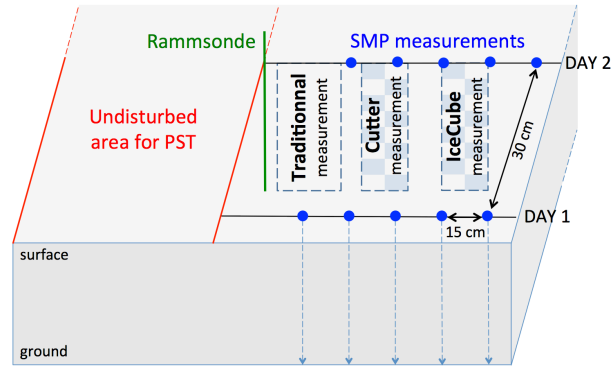 Rammsonde
SMP measurements
DAY 2
Undisturbed
area for PST
Traditionnal
measurement
Cutter
measurement
IceCube
measurement
30 cm
DAY 1
15 cm
surface
ground